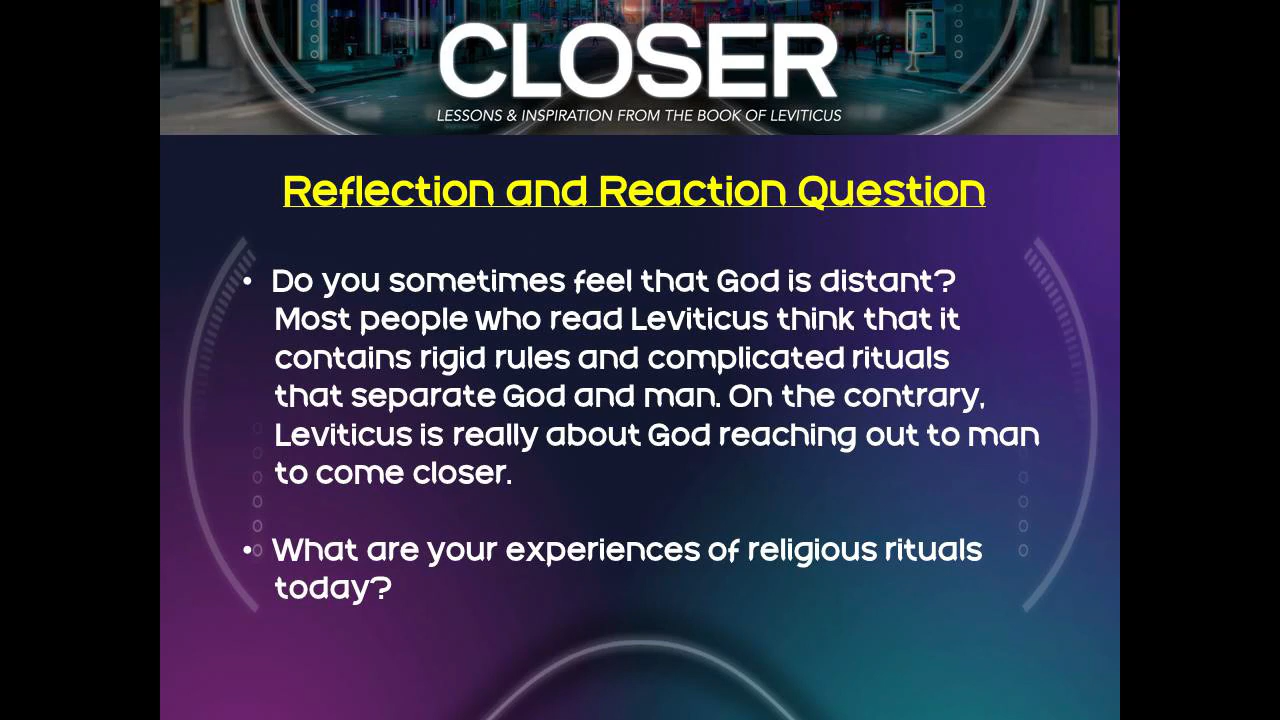 CLOSER
LESSONS & INSPIRATION FROM THE BOOK OF LEVITICUS
Reflection and Reaction Question
• Do you sometimes feel that God is distant?
Most people who read Leviticus think that it
contains rigid rules and complicated rituals
that separate God and man. On the contrary,
Leviticus is really about God reaching out to man
to come closer.
• What are your experiences of religious rituals
today?